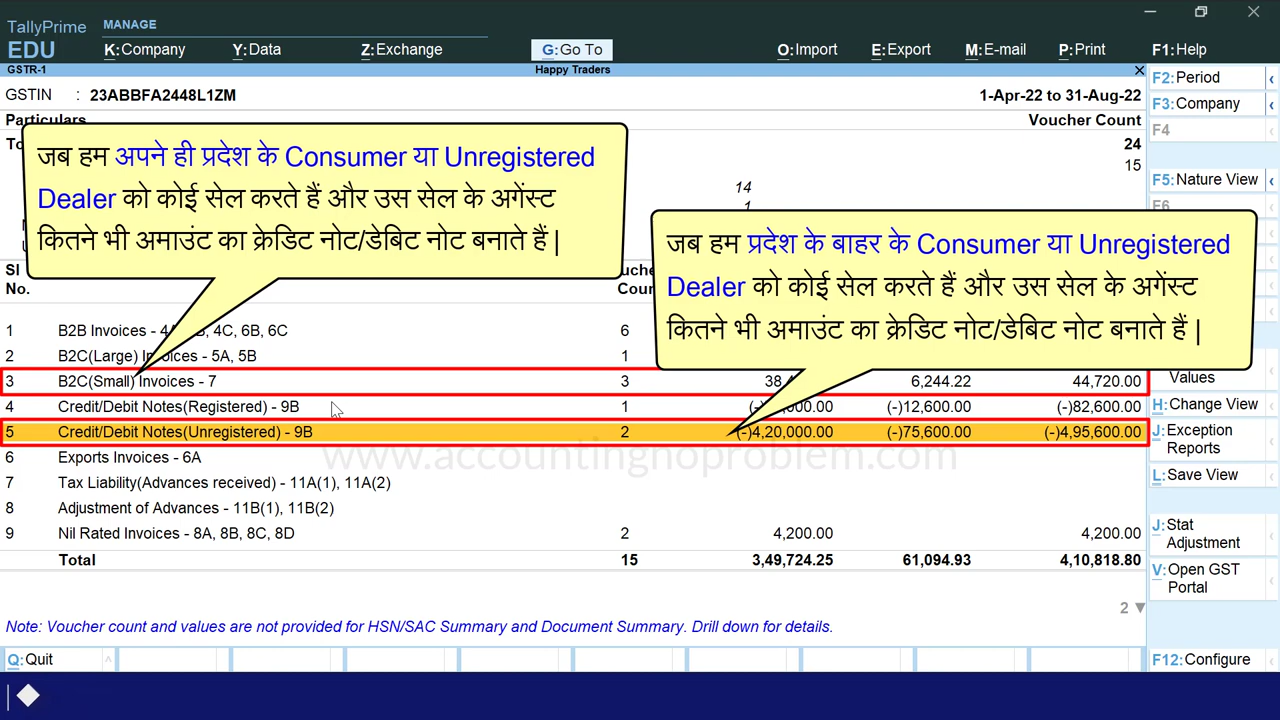 TallyPrime
EDU
MANAGE
K:Company
Y:Data
Z:Exchange
G:Go To
O:Import
E:Export
M:E-mail
P:Print
F1:Help
GSTR-1
Happy Traders
GSTIN : 23ABBFA2448L1ZM
1-Apr-22 to 31-Aug-22
Particulars
Voucher Count
24
15
14
1
जब हम अपने ही प्रदेश के Consumer या Unregistered
Dealer को कोई सेल करते हैं और उस सेल के अगेंस्ट
कितने भी अमाउंट का क्रेडिट नोट/डेबिट नोट बनाते हैं |
जब हम प्रदेश के बाहर के Consumer या Unregistered
Dealer को कोई सेल करते हैं और उस सेल के अगेंस्ट
कितने भी अमाउंट का क्रेडिट नोट/डेबिट नोट बनाते हैं |
Sl
No.
1 B2B Invoices - 4C, 6B, 6C 6
2 B2C(Large) Invoices - 5A, 5B 1
3 B2C(Small) Invoices - 7 3 6,244.22 44,720.00
4 Credit/Debit Notes(Registered) - 9B 1 (-)12,600.00 (-)82,600.00
5 Credit/Debit Notes(Unregistered) - 9B 2 (-)4,20,000.00 (-)75,600.00 (-)4,95,600.00
6 Exports Invoices - 6A
7 Tax Liability(Advances received) - 11A(1), 11A(2)
8 Adjustment of Advances - 11B(1), 11B(2)
9 Nil Rated Invoices - 8A, 8B, 8C, 8D 2 4,200.00 4,200.00
Total 15 3,49,724.25 61,094.93 4,10,818.80
www.accountingnoproblem.com
2 ▼
Note: Voucher count and values are not provided for HSN/SAC Summary and Document Summary. Drill down for details.
Q:Quit
F2:Period
F3:Company
F4
F5:Nature View
F6
Values
H:Change View
J:Exception
Reports
L:Save View
J:Stat
Adjustment
V:Open GST
Portal
F12:Configure